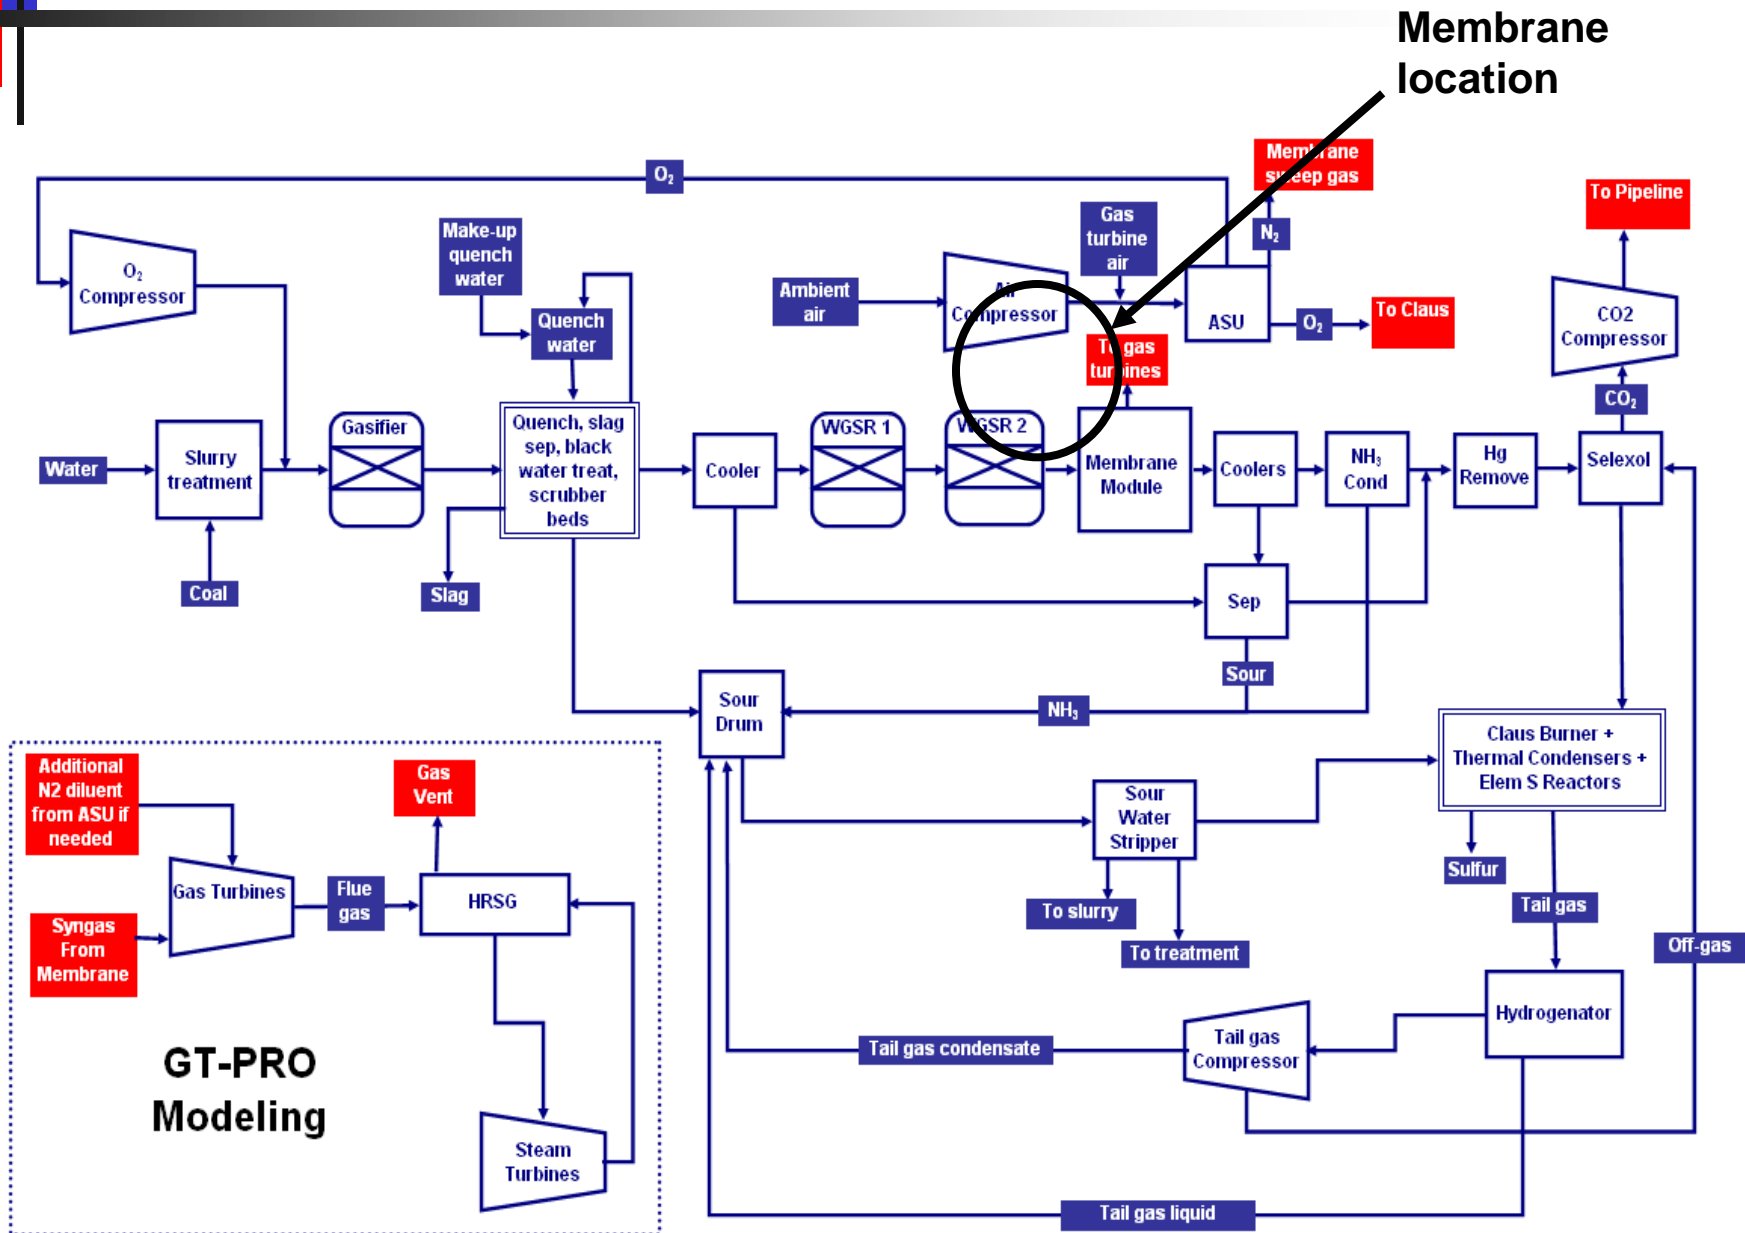 Membrane
location
Membrane
sweep gas
To Pipeline
O₂
Make-up
quench
water
Gas
turbine
air
N₂
O₂
Compressor
Ambient
air
Air
Compressor
Quench
water
ASU
O₂
To Claus
CO2
Compressor
To gas
turbines
CO₂
Water
Slurry
treatment
Gasifier
Quench, slag
sep, black
water treat,
scrubber
beds
Cooler
WGSR 1
WGSR 2
Membrane
Module
Coolers
NH₃
Cond
Hg
Remove
Selexol
Coal
Slag
Sep
Sour
Sour
Drum
NH₃
Claus Burner +
Thermal Condensers +
Elem S Reactors
Additional
N2 diluent
from ASU if
needed
Gas
Vent
Sour
Water
Stripper
Sulfur
Gas Turbines
Flue
gas
HRSG
To slurry
Tail gas
Syngas
From
Membrane
To treatment
Off-gas
Hydrogenator
Tail gas condensate
Tail gas
Compressor
GT-PRO
Modeling
Steam
Turbines
Tail gas liquid